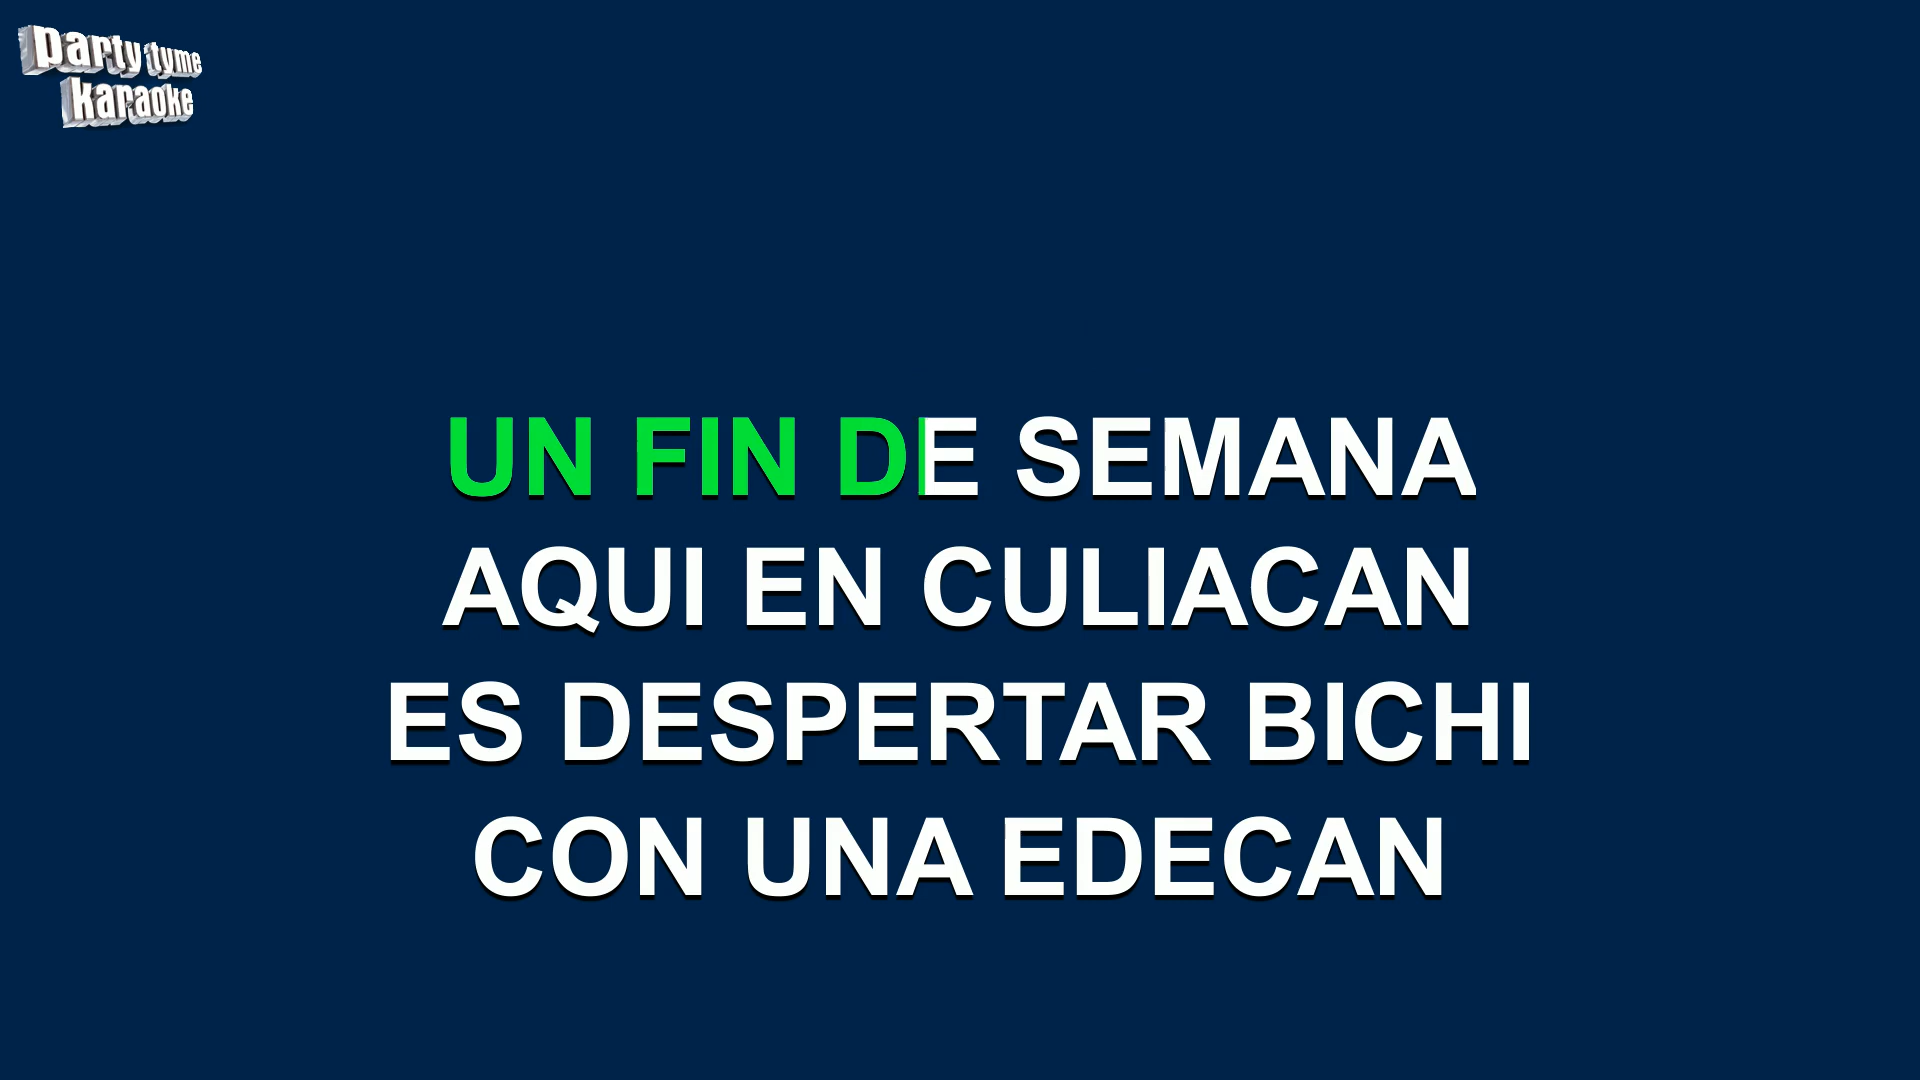 party tyme
karaoke
UN FIN DE SEMANA
AQUI EN CULIACAN
ES DESPERTAR BICHI
CON UNA EDECAN